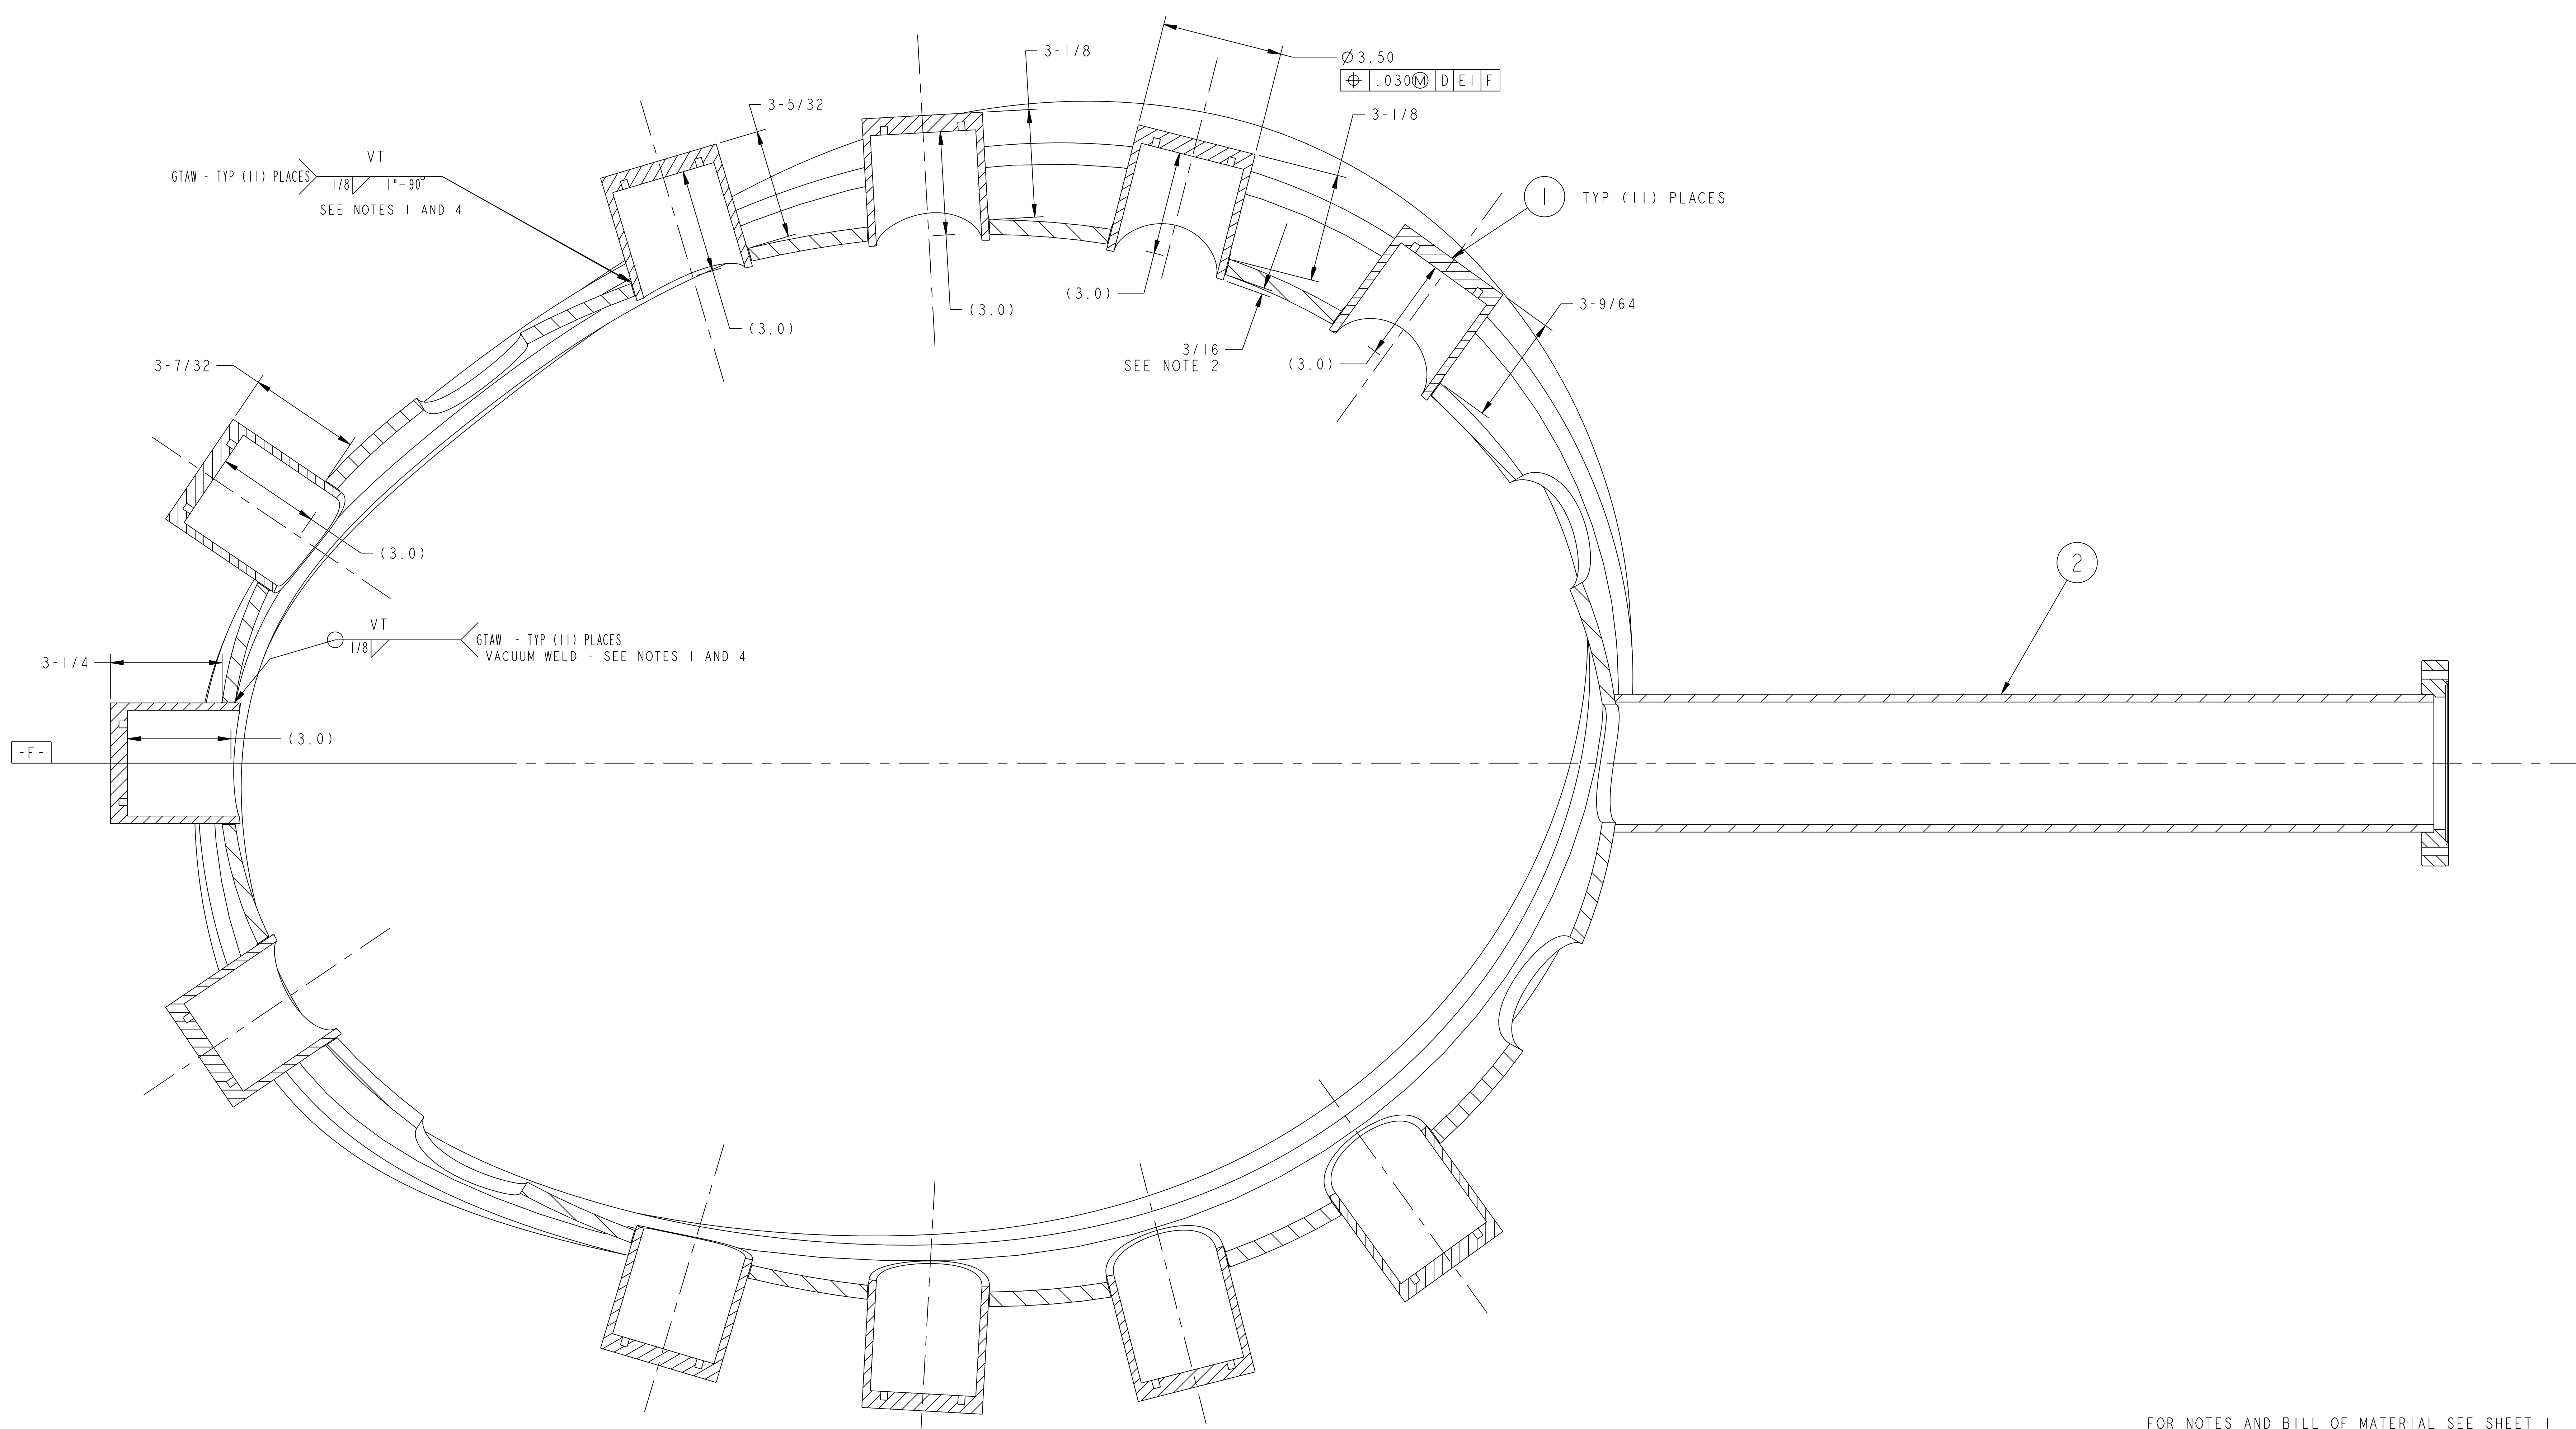 3-1/8
Ø3.50
⌖ .030Ⓜ D E1 F
3-5/32
3-1/8
VT
GTAW - TYP (11) PLACES
1/8 1"-90°
SEE NOTES 1 AND 4
1 TYP (11) PLACES
(3.0)
(3.0)
(3.0)
3-9/64
3/16
SEE NOTE 2
(3.0)
3-7/32
(3.0)
2
VT
1/8
GTAW - TYP (11) PLACES
VACUUM WELD - SEE NOTES 1 AND 4
3-1/4
(3.0)
-F-
FOR NOTES AND BILL OF MATERIAL SEE SHEET 1